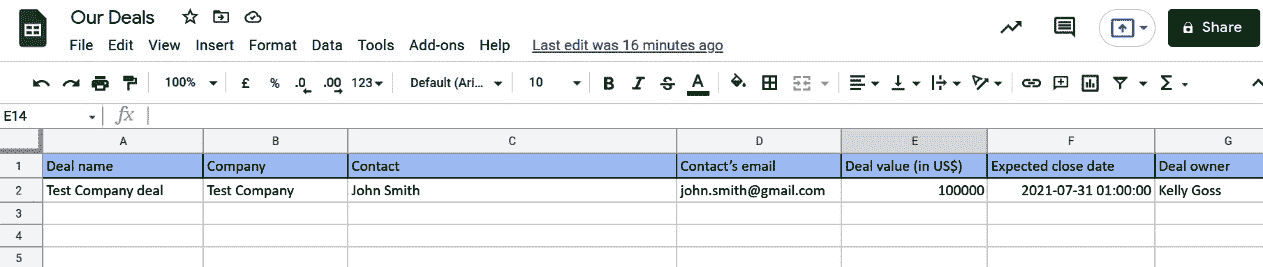 Our Deals
File Edit View Insert Format Data Tools Add-ons Help Last edit was 16 minutes ago
Share
100% £ % .0 .00 123 Default (Ari... 10 B I S A Σ
E14 fx
A B C D E F G
1 Deal name Company Contact Contact's email Deal value (in US$) Expected close date Deal owner
2 Test Company deal Test Company John Smith john.smith@gmail.com 100000 2021-07-31 01:00:00 Kelly Goss
3
4
5